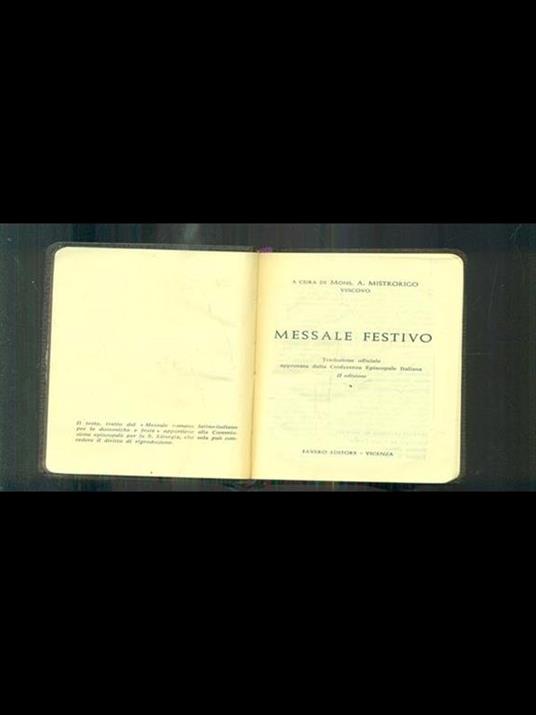 Il testo, tratto dal « Messale romano latino-italiano
per le domeniche e feste » appartiene alla Commis-
sione episcopale per la S. Liturgia, che sola può con-
cedere il diritto di riproduzione.
A CURA DI MONS. A. MISTRORIGO
VESCOVO
MESSALE FESTIVO
Traduzione ufficiale
approvata dalla Conferenza Episcopale Italiana
II edizione
FAVERO EDITORE - VICENZA